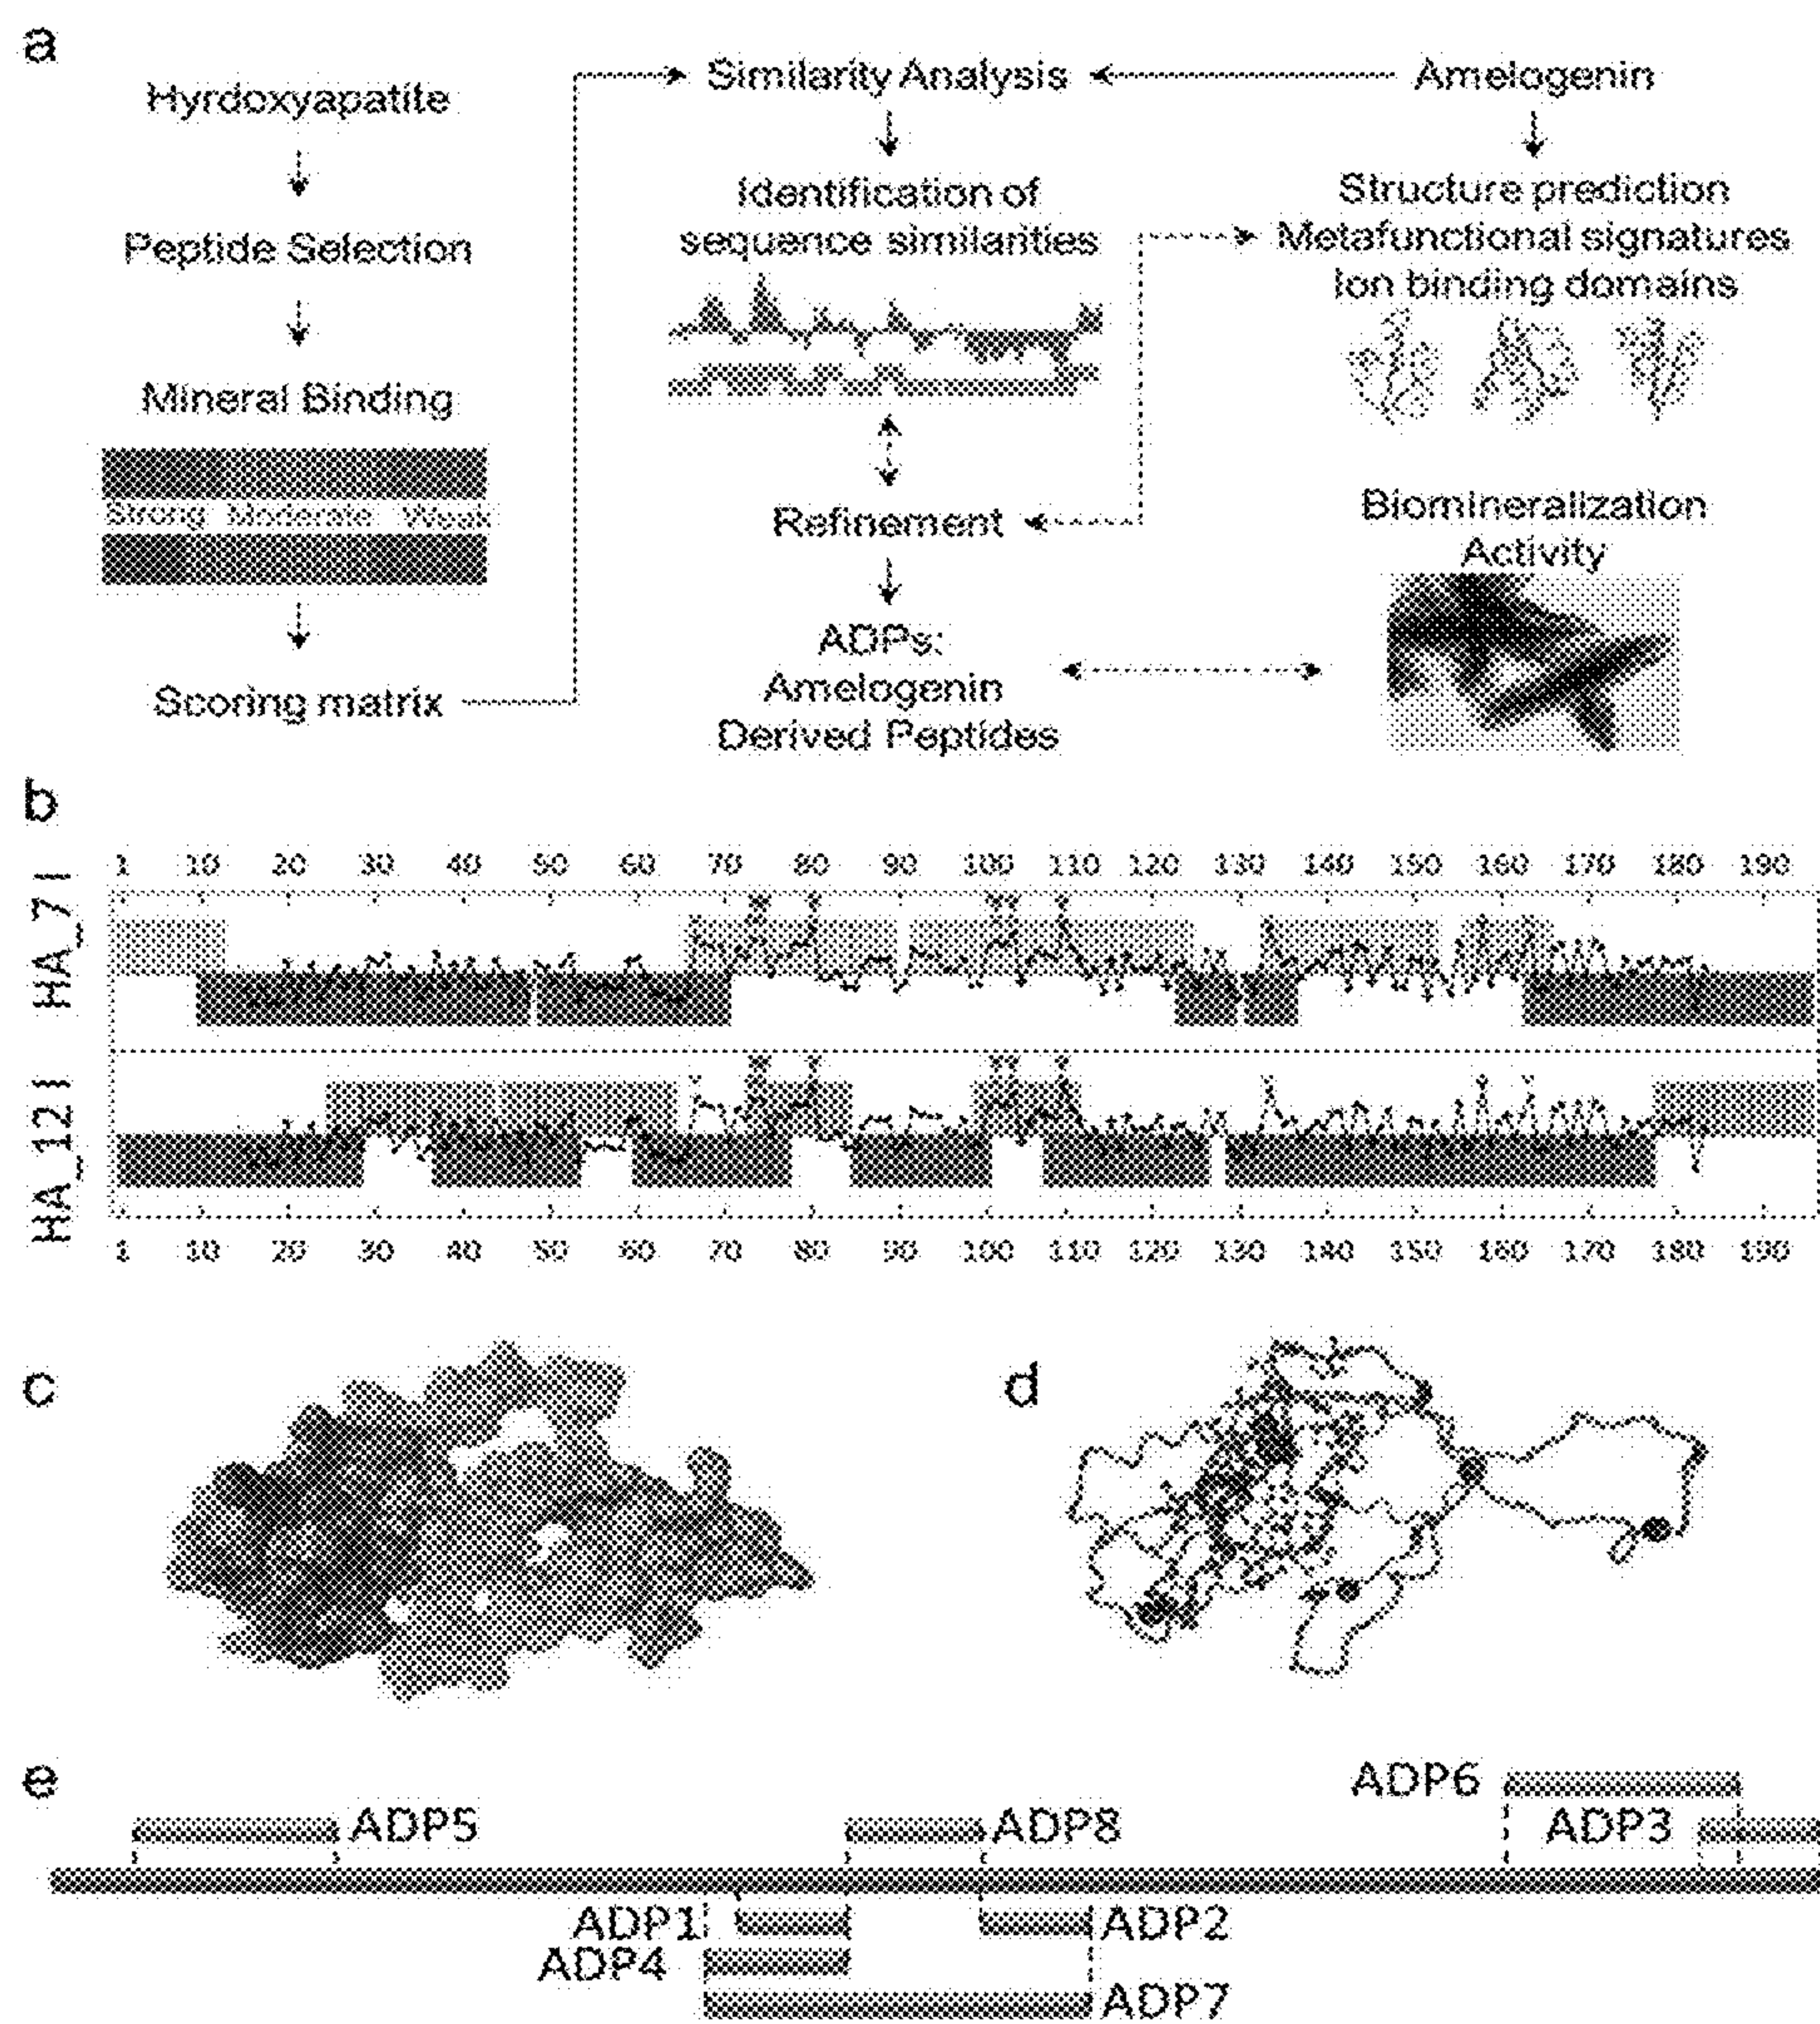 a
Hyrdoxyapatite
Peptide Selection
Mineral Binding
Strong Moderate Weak
Scoring matrix
Similarity Analysis
Identification of
sequence similarities
Refinement
ADPs:
Amelogenin
Derived Peptides
Amelogenin
Structure prediction
Metafunctional signatures
Ion binding domains
Biomineralization
Activity
b
1 10 20 30 40 50 60 70 80 90 100 110 120 130 140 150 160 170 180 190
HA_7 I
HA_12 I
1 10 20 30 40 50 60 70 80 90 100 110 120 130 140 150 160 170 180 190
c
d
e
ADP6
ADP5 ADP8 ADP3
ADP1 ADP2
ADP4
ADP7